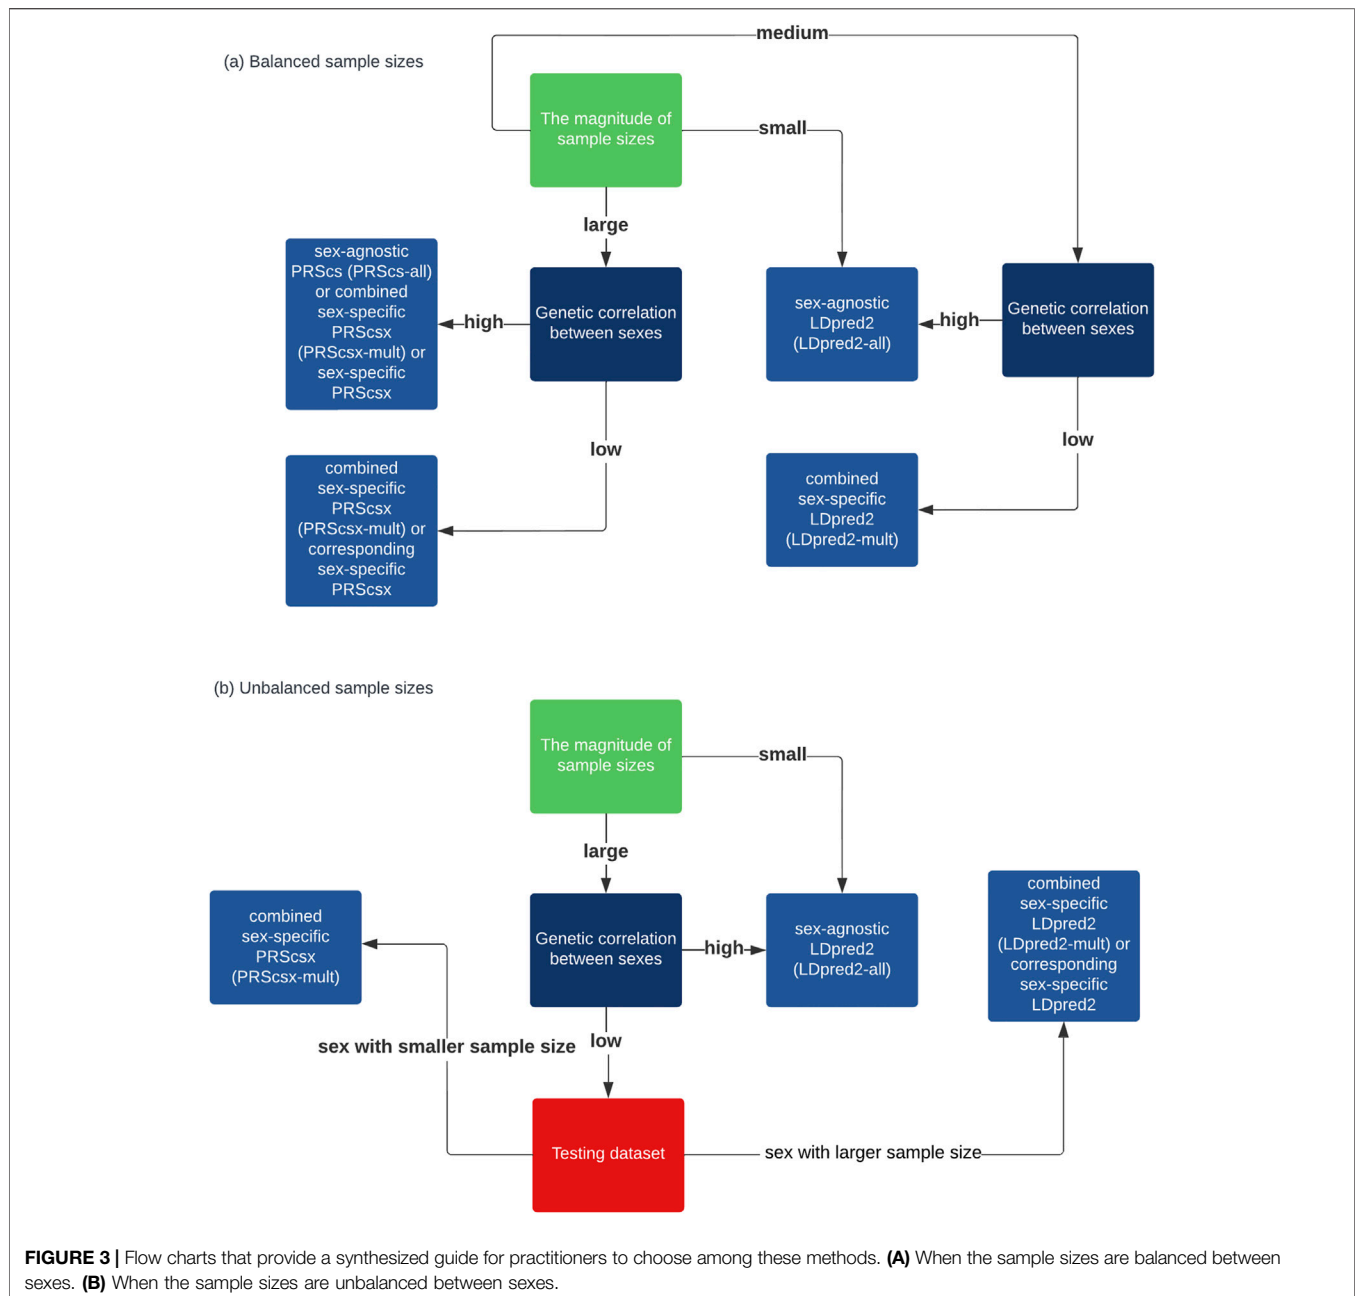 medium
(a) Balanced sample sizes
The magnitude of
sample sizes
small
large
sex-agnostic
PRScs (PRScs-all)
or combined
sex-specific
PRScsx
(PRScsx-mult) or
sex-specific
PRScsx
high
Genetic correlation
between sexes
sex-agnostic
LDpred2
(LDpred2-all)
high
Genetic correlation
between sexes
low
low
combined
sex-specific
PRScsx
(PRScsx-mult) or
corresponding
sex-specific
PRScsx
combined
sex-specific
LDpred2
(LDpred2-mult)
(b) Unbalanced sample sizes
The magnitude of
sample sizes
small
large
combined
sex-specific
PRScsx
(PRScsx-mult)
Genetic correlation
between sexes
high
sex-agnostic
LDpred2
(LDpred2-all)
combined
sex-specific
LDpred2
(LDpred2-mult) or
corresponding
sex-specific
LDpred2
sex with smaller sample size
low
Testing dataset
sex with larger sample size
FIGURE 3 | Flow charts that provide a synthesized guide for practitioners to choose among these methods. (A) When the sample sizes are balanced between
sexes. (B) When the sample sizes are unbalanced between sexes.